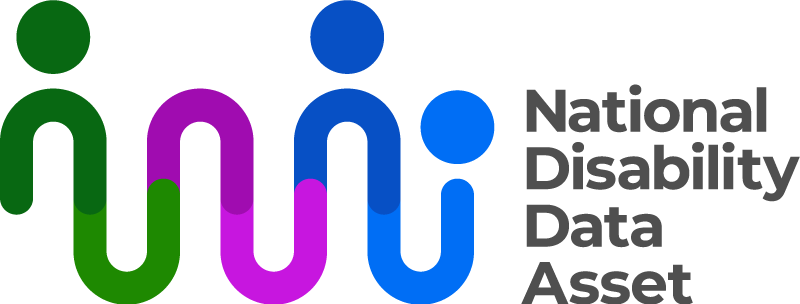 National
Disability
Data
Asset